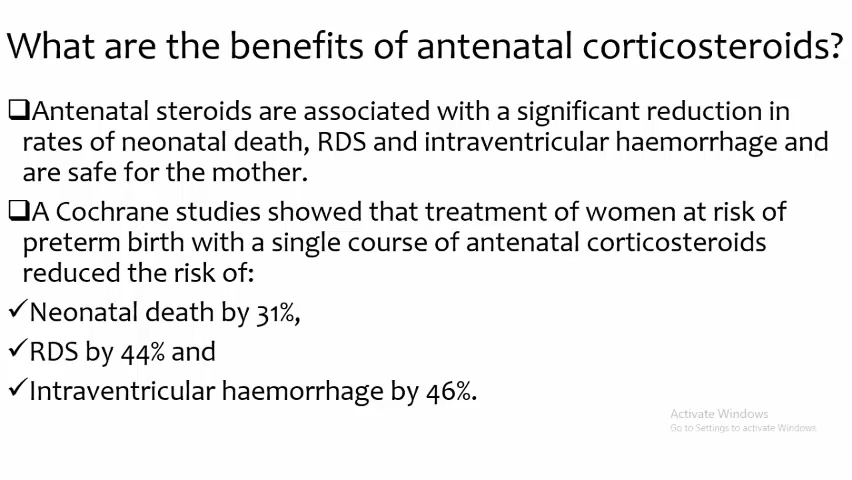 What are the benefits of antenatal corticosteroids?
❑Antenatal steroids are associated with a significant reduction in
rates of neonatal death, RDS and intraventricular haemorrhage and
are safe for the mother.
❑A Cochrane studies showed that treatment of women at risk of
preterm birth with a single course of antenatal corticosteroids
reduced the risk of:
✓Neonatal death by 31%,
✓RDS by 44% and
✓Intraventricular haemorrhage by 46%.
Activate Windows
Go to Settings to activate Windows.